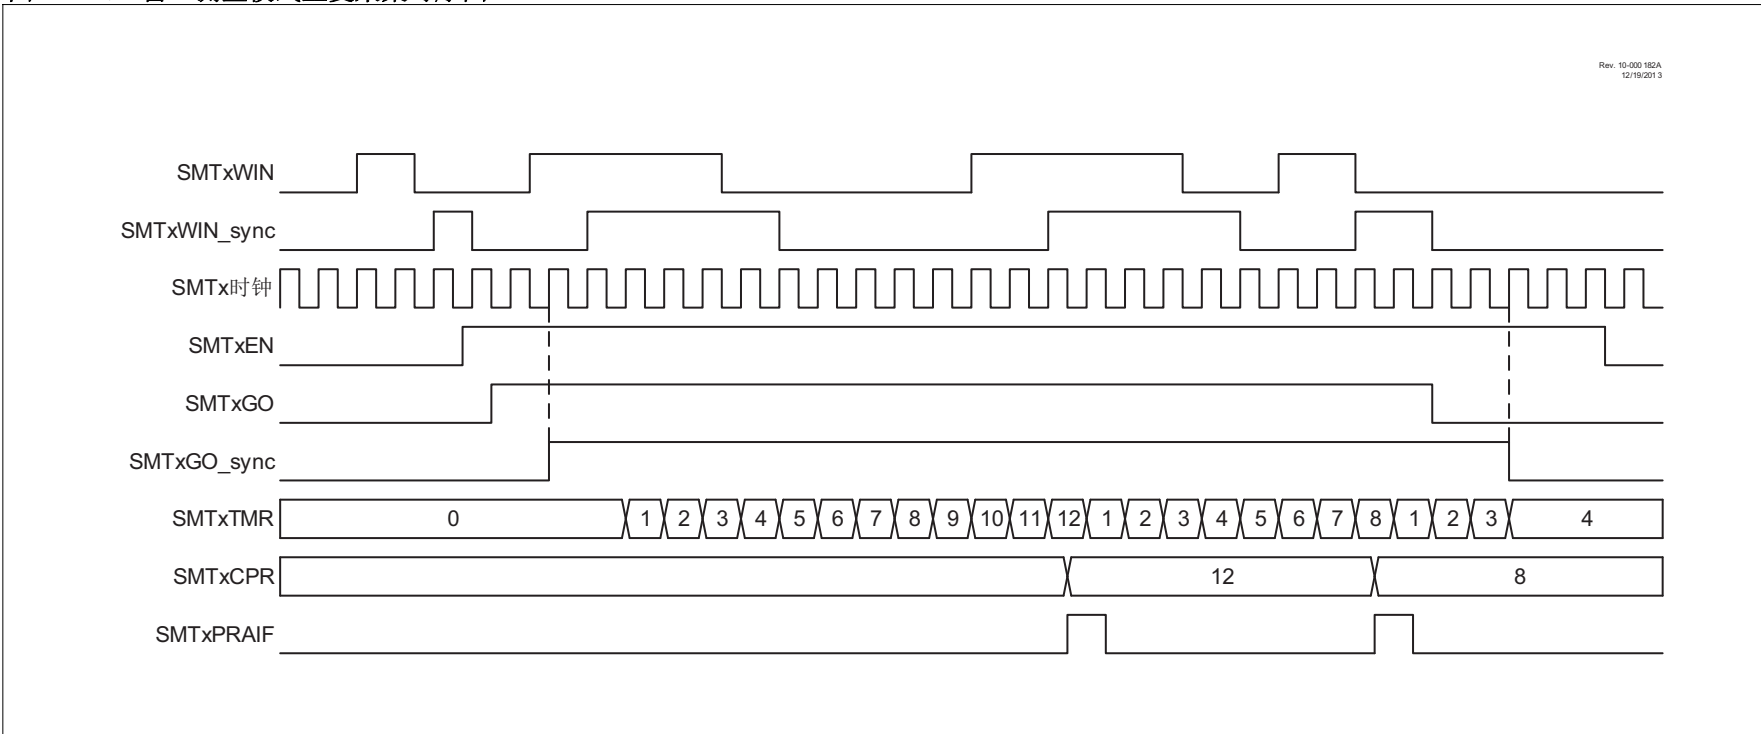 Rev. 10-000 182A
12/19/201 3
SMTxWIN
SMTxWIN_sync
SMTx时钟
SMTxEN
SMTxGO
SMTxGO_sync
SMTxTMR 0 1 2 3 4 5 6 7 8 9 10 11 12 1 2 3 4 5 6 7 8 1 2 3 4
SMTxCPR 12 8
SMTxPRAIF